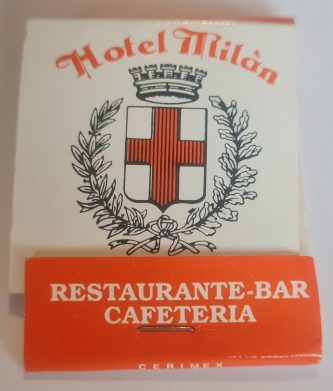 Hotel Milàn
RESTAURANTE-BAR
CAFETERIA
CERIMEX